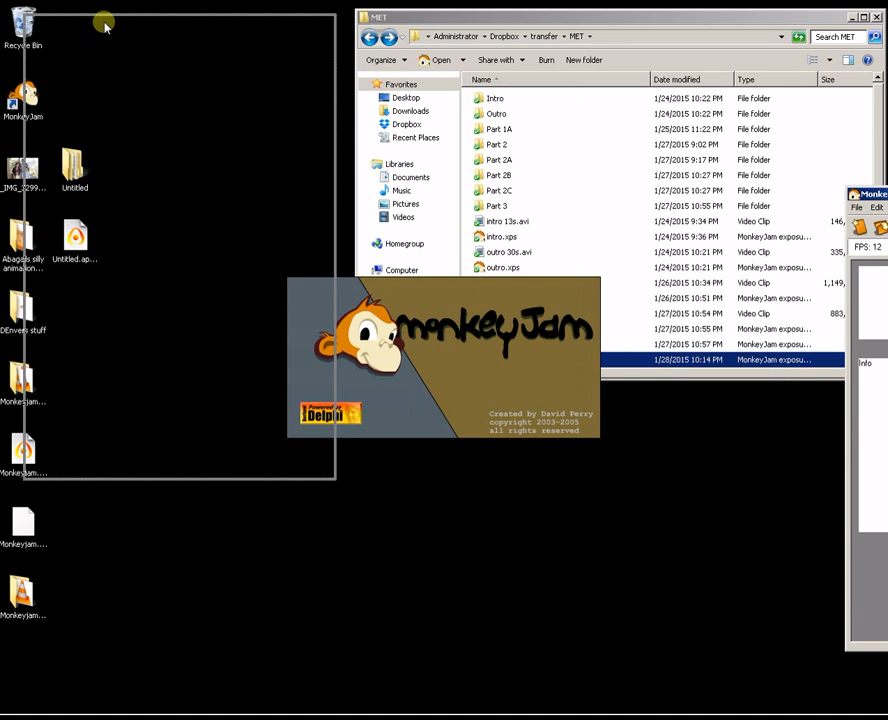 Recycle Bin
MonkeyJam
_IMG_3299...
Untitled
Abagails silly
animation...
Untitled.ap...
DEnvers stuff
Monkeyjam...
Monkeyjam....
Monkeyjam....
Monkeyjam...
MET
Administrator
Dropbox
transfer
MET
Search MET
Organize
Open
Share with
Burn
New folder
Favorites
Desktop
Downloads
Dropbox
Recent Places
Libraries
Documents
Music
Pictures
Videos
Homegroup
Computer
Name Date modified Type Size
Intro 1/24/2015 10:22 PM File folder
Outro 1/24/2015 10:22 PM File folder
Part 1A 1/25/2015 11:22 PM File folder
Part 2 1/27/2015 9:02 PM File folder
Part 2A 1/27/2015 9:17 PM File folder
Part 2B 1/27/2015 10:27 PM File folder
Part 2C 1/27/2015 10:27 PM File folder
Part 3 1/27/2015 10:55 PM File folder
intro 13s.avi 1/24/2015 9:34 PM Video Clip 146,
intro.xps 1/24/2015 9:36 PM MonkeyJam exposu...
outro 30s.avi 1/24/2015 10:21 PM Video Clip 335,
outro.xps 1/24/2015 10:21 PM MonkeyJam exposu...
1/26/2015 10:34 PM Video Clip 1,149,
1/26/2015 10:51 PM MonkeyJam exposu...
1/27/2015 10:54 PM Video Clip 883,
1/27/2015 10:55 PM MonkeyJam exposu...
1/27/2015 10:57 PM MonkeyJam exposu...
1/28/2015 10:14 PM MonkeyJam exposu...
monkeyJam
Powered by
Delphi
Created by David Perry
copyright 2003-2005
all rights reserved
Monke
File Edit
FPS: 12
Info